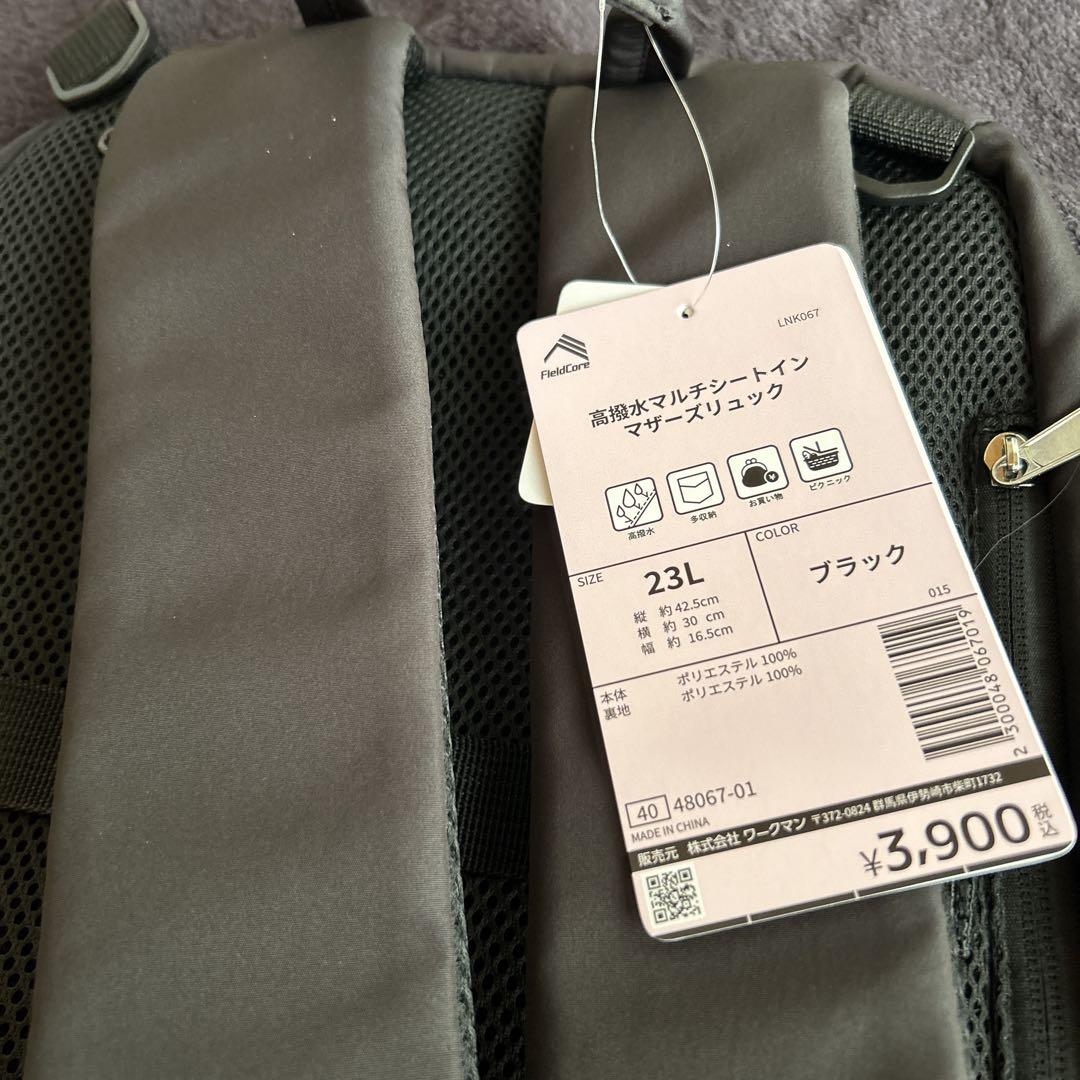 LNK067
FieldCore
高撥水マルチシートイン
マザーズリュック
高撥水
多収納
お買い物
ピクニック
SIZE
23L
縦 約 42.5cm
横 約 30 cm
幅 約 16.5cm
COLOR
ブラック
015
本体 ポリエステル 100%
裏地 ポリエステル 100%
2 300048 067019
40 48067-01
MADE IN CHINA
販売元 株式会社 ワークマン 〒372-0824 群馬県伊勢崎市柴町1732
¥3,900 税込